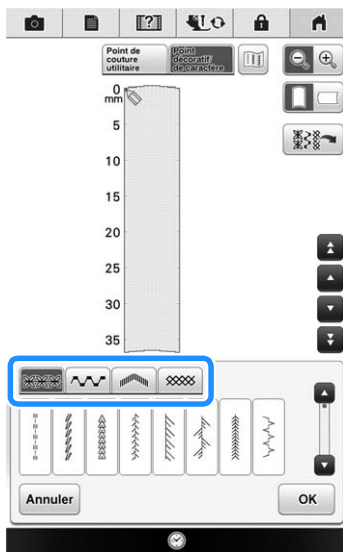 Point de
couture
utilitaire
Point
décoratif/
de caractère
0
mm
5
10
15
20
25
30
35
Annuler
OK